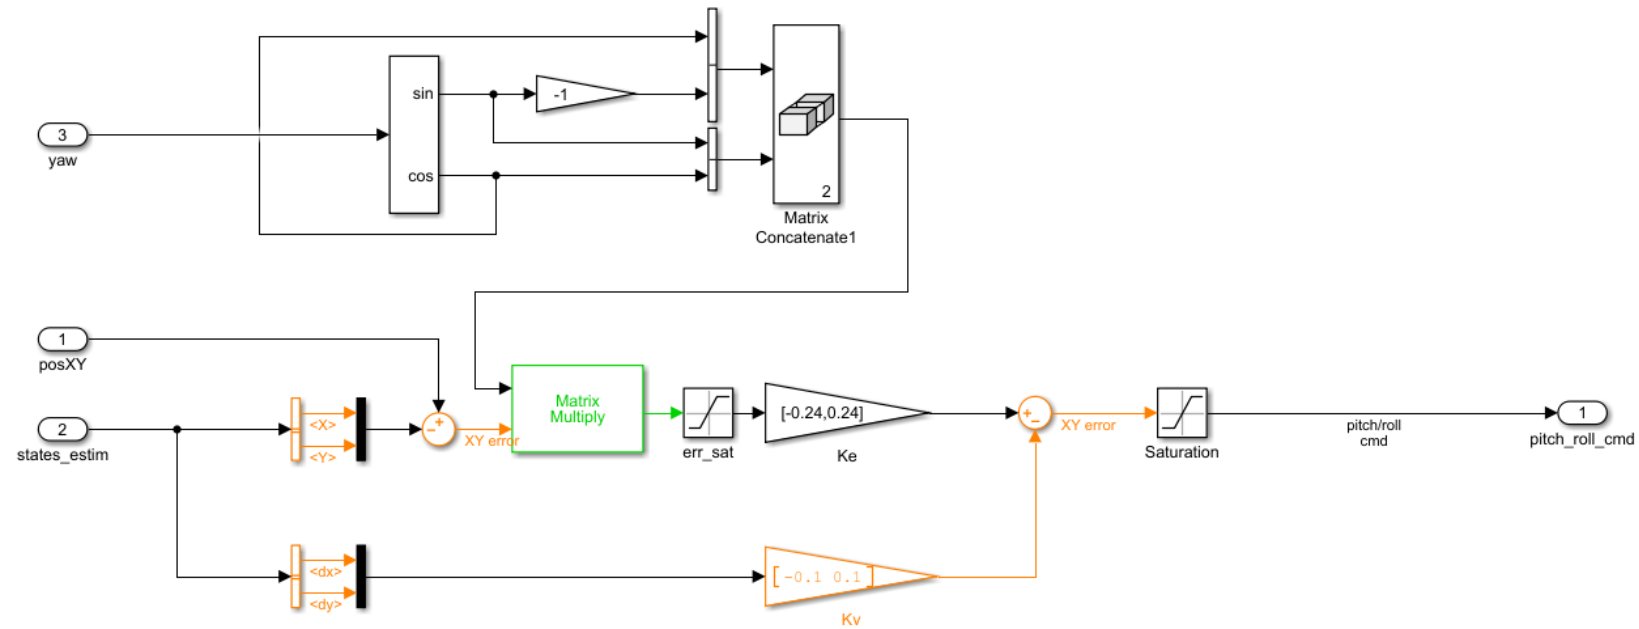 3
yaw
sin
cos
-1
2
Matrix
Concatenate1
1
posXY
2
states_estim
<X>
<Y>
− +
XY error
Matrix
Multiply
err_sat
[-0.24,0.24]
Ke
+ −
XY error
Saturation
pitch/roll
cmd
1
pitch_roll_cmd
<dx>
<dy>
[ -0.1 0.1 ]
Kv